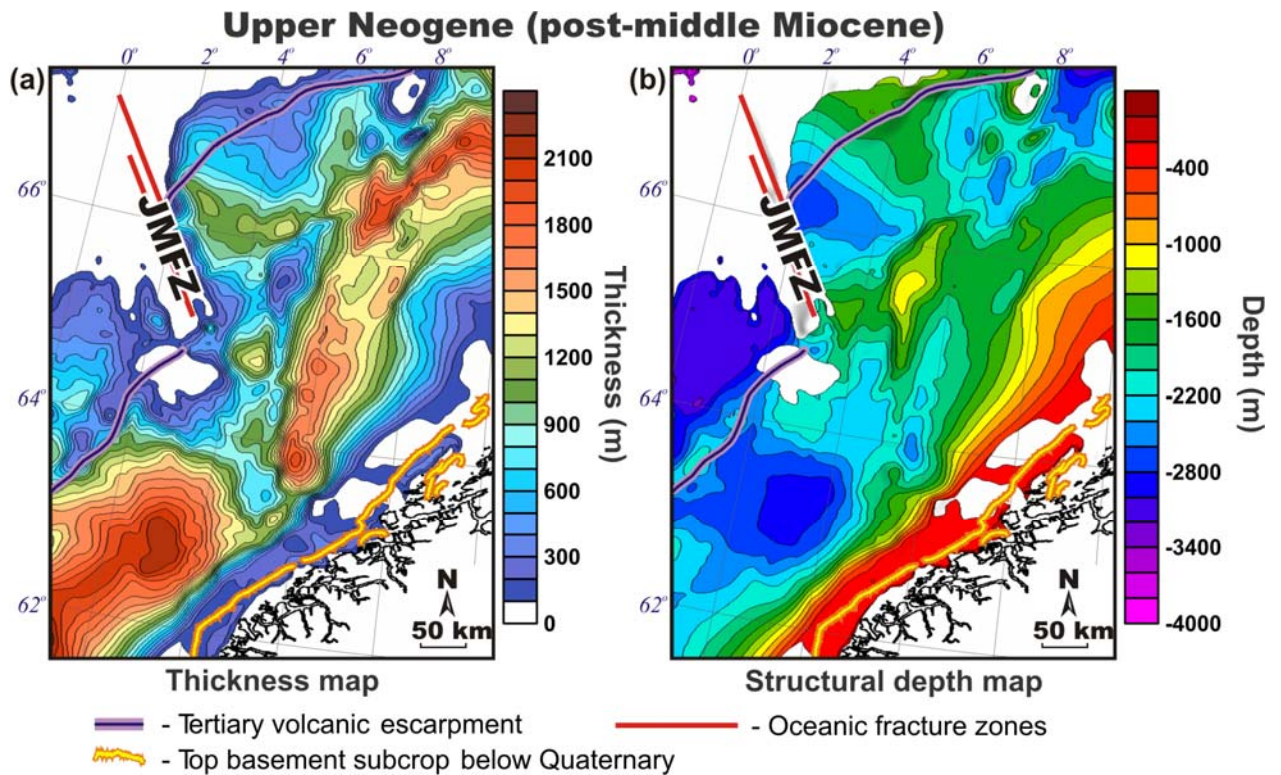 Upper Neogene (post-middle Miocene)
(a)
0° 2° 4° 6° 8°
66°
64°
62°
JMFZ
N
50 km
2100
1800
1500
1200
900
600
300
0
Thickness (m)
Thickness map
(b)
0° 2° 4° 6° 8°
66°
64°
62°
JMFZ
N
50 km
-400
-1000
-1600
-2200
-2800
-3400
-4000
Depth (m)
Structural depth map
- Tertiary volcanic escarpment
- Oceanic fracture zones
- Top basement subcrop below Quaternary